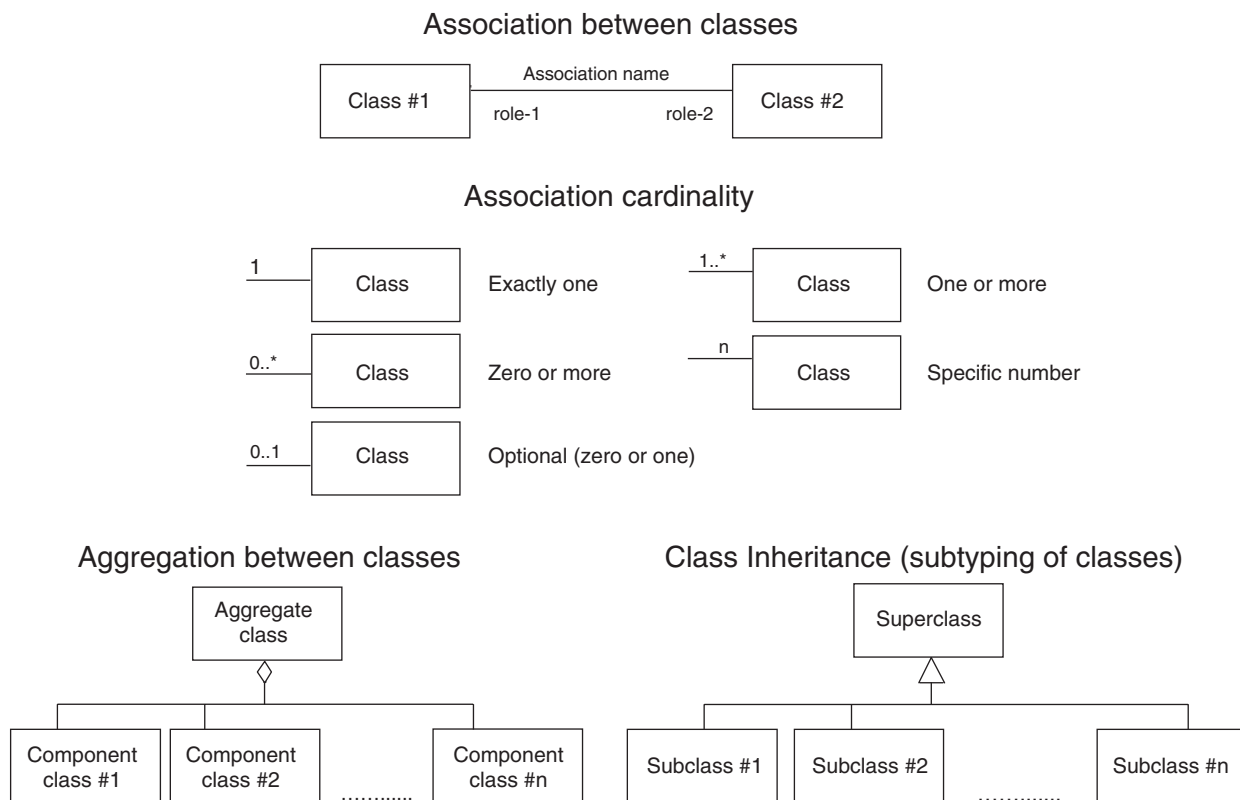 Association between classes
Association name
Class #1
Class #2
role-1
role-2
Association cardinality
1
Class
Exactly one
1..*
Class
One or more
0..*
Class
Zero or more
n
Class
Specific number
0..1
Class
Optional (zero or one)
Aggregation between classes
Aggregate
class
Component
class #1
Component
class #2
............
Component
class #n
Class Inheritance (subtyping of classes)
Superclass
Subclass #1
Subclass #2
..............
Subclass #n